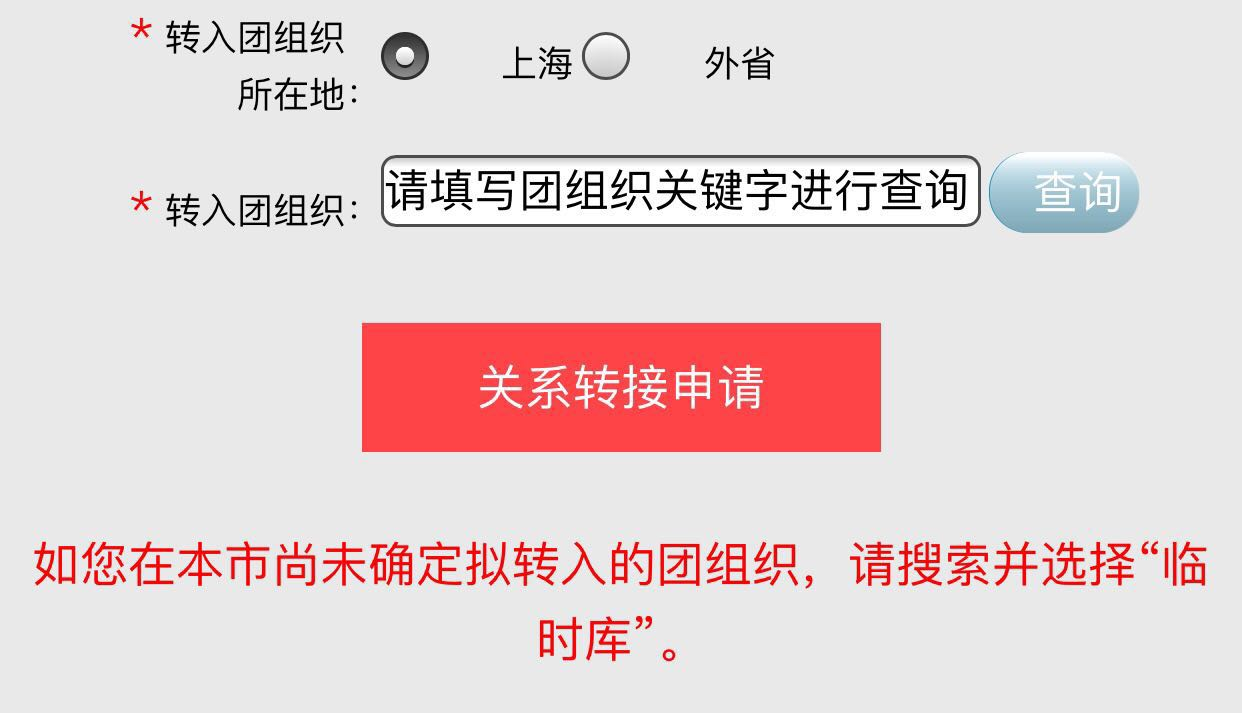 * 转入团组织
所在地：
上海 外省
* 转入团组织： 请填写团组织关键字进行查询 查询
关系转接申请
如您在本市尚未确定拟转入的团组织，请搜索并选择“临
时库”。